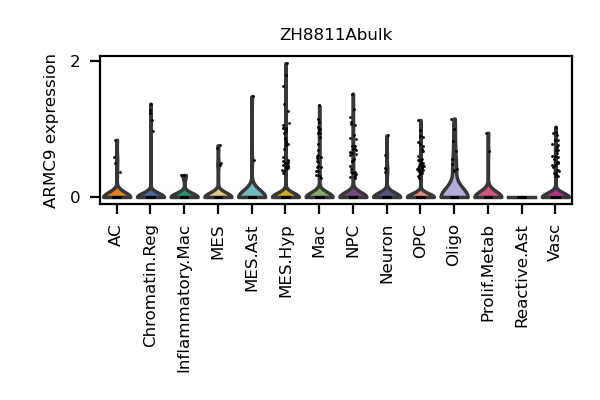 ZH8811Abulk
ARMC9 expression
2
0
AC
Chromatin.Reg
Inflammatory.Mac
MES
MES.Ast
MES.Hyp
Mac
NPC
Neuron
OPC
Oligo
Prolif.Metab
Reactive.Ast
Vasc